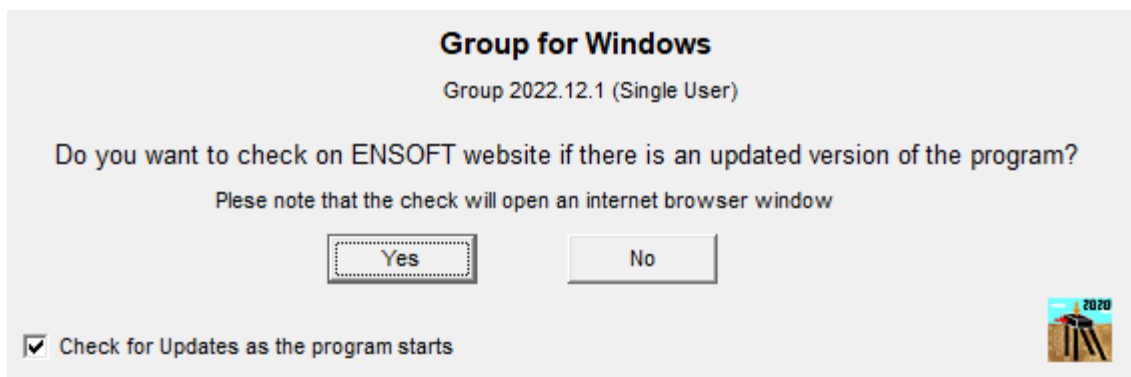 Group for Windows
Group 2022.12.1 (Single User)
Do you want to check on ENSOFT website if there is an updated version of the program?
Plese note that the check will open an internet browser window
Yes
No
2020
Check for Updates as the program starts